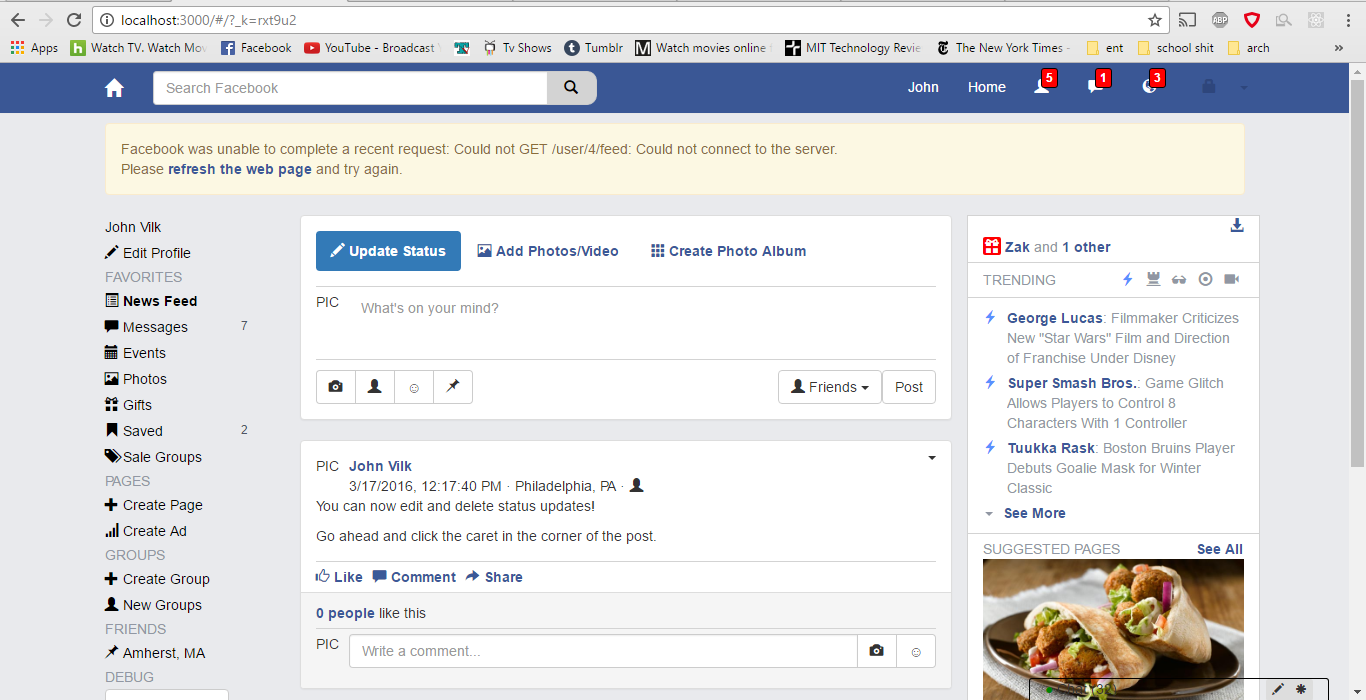 localhost:3000/#/?_k=rxt9u2
ABP
Apps
Watch TV. Watch Mov
Facebook
YouTube - Broadcast
Tv Shows
Tumblr
Watch movies online
MIT Technology Revie
The New York Times -
ent
school shit
arch
Search Facebook
John
Home
5
1
3
Facebook was unable to complete a recent request: Could not GET /user/4/feed: Could not connect to the server.
Please refresh the web page and try again.
John Vilk
Edit Profile
FAVORITES
News Feed
Messages 7
Events
Photos
Gifts
Saved 2
Sale Groups
PAGES
Create Page
Create Ad
GROUPS
Create Group
New Groups
FRIENDS
Amherst, MA
DEBUG
Update Status
Add Photos/Video
Create Photo Album
PIC
What's on your mind?
Friends
Post
PIC John Vilk
3/17/2016, 12:17:40 PM · Philadelphia, PA ·
You can now edit and delete status updates!
Go ahead and click the caret in the corner of the post.
Like Comment Share
0 people like this
PIC
Write a comment...
Zak and 1 other
TRENDING
George Lucas: Filmmaker Criticizes
New "Star Wars" Film and Direction
of Franchise Under Disney
Super Smash Bros.: Game Glitch
Allows Players to Control 8
Characters With 1 Controller
Tuukka Rask: Boston Bruins Player
Debuts Goalie Mask for Winter
Classic
See More
SUGGESTED PAGES See All